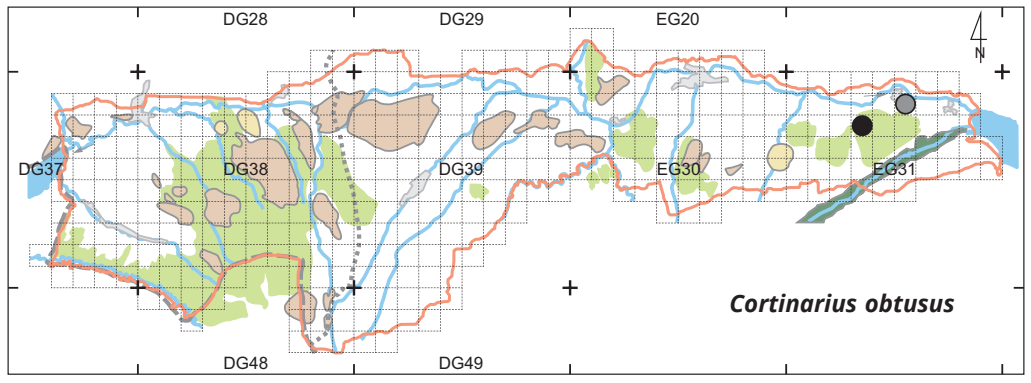 DG28 DG29 EG20
N
DG37 DG38 DG39 EG30 EG31
Cortinarius obtusus
DG48 DG49